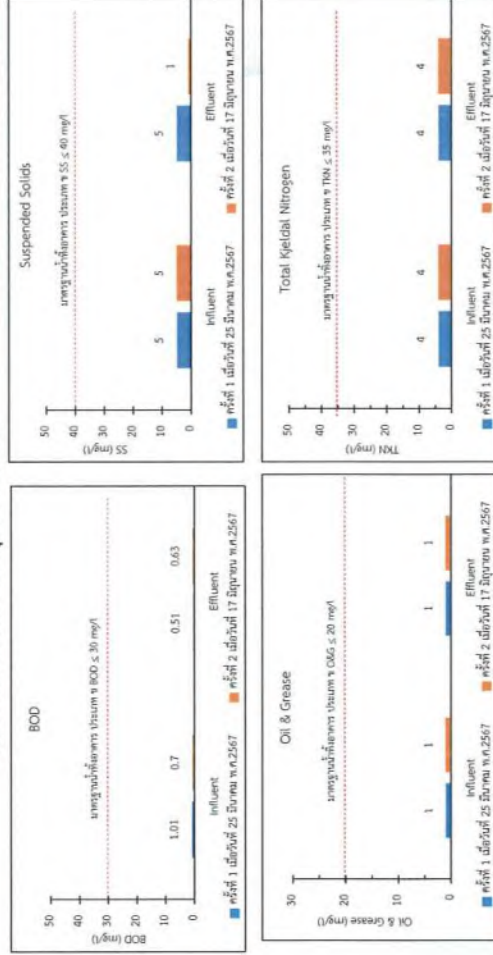 BOD
BOD (mg/l)
50
40
30
20
10
0
มาตรฐานน้ำทิ้งอาคาร ประเภท ข BOD ≤ 30 mg/l
1.01
0.7
0.51
0.63
Influent
Effluent
ครั้งที่ 1 เมื่อวันที่ 25 มีนาคม พ.ศ.2567
ครั้งที่ 2 เมื่อวันที่ 17 มิถุนายน พ.ศ.2567
Suspended Solids
SS (mg/l)
50
40
30
20
10
0
มาตรฐานน้ำทิ้งอาคาร ประเภท ข SS ≤ 40 mg/l
5
5
5
1
Influent
Effluent
ครั้งที่ 1 เมื่อวันที่ 25 มีนาคม พ.ศ.2567
ครั้งที่ 2 เมื่อวันที่ 17 มิถุนายน พ.ศ.2567
Oil & Grease
Oil & Grease (mg/l)
30
20
10
0
มาตรฐานน้ำทิ้งอาคาร ประเภท ข O&G ≤ 20 mg/l
1
1
1
1
Influent
Effluent
ครั้งที่ 1 เมื่อวันที่ 25 มีนาคม พ.ศ.2567
ครั้งที่ 2 เมื่อวันที่ 17 มิถุนายน พ.ศ.2567
Total Kjeldal Nitrogen
TKN (mg/l)
50
40
30
20
10
0
มาตรฐานน้ำทิ้งอาคาร ประเภท ข TKN ≤ 35 mg/l
4
4
4
4
Influent
Effluent
ครั้งที่ 1 เมื่อวันที่ 25 มีนาคม พ.ศ.2567
ครั้งที่ 2 เมื่อวันที่ 17 มิถุนายน พ.ศ.2567